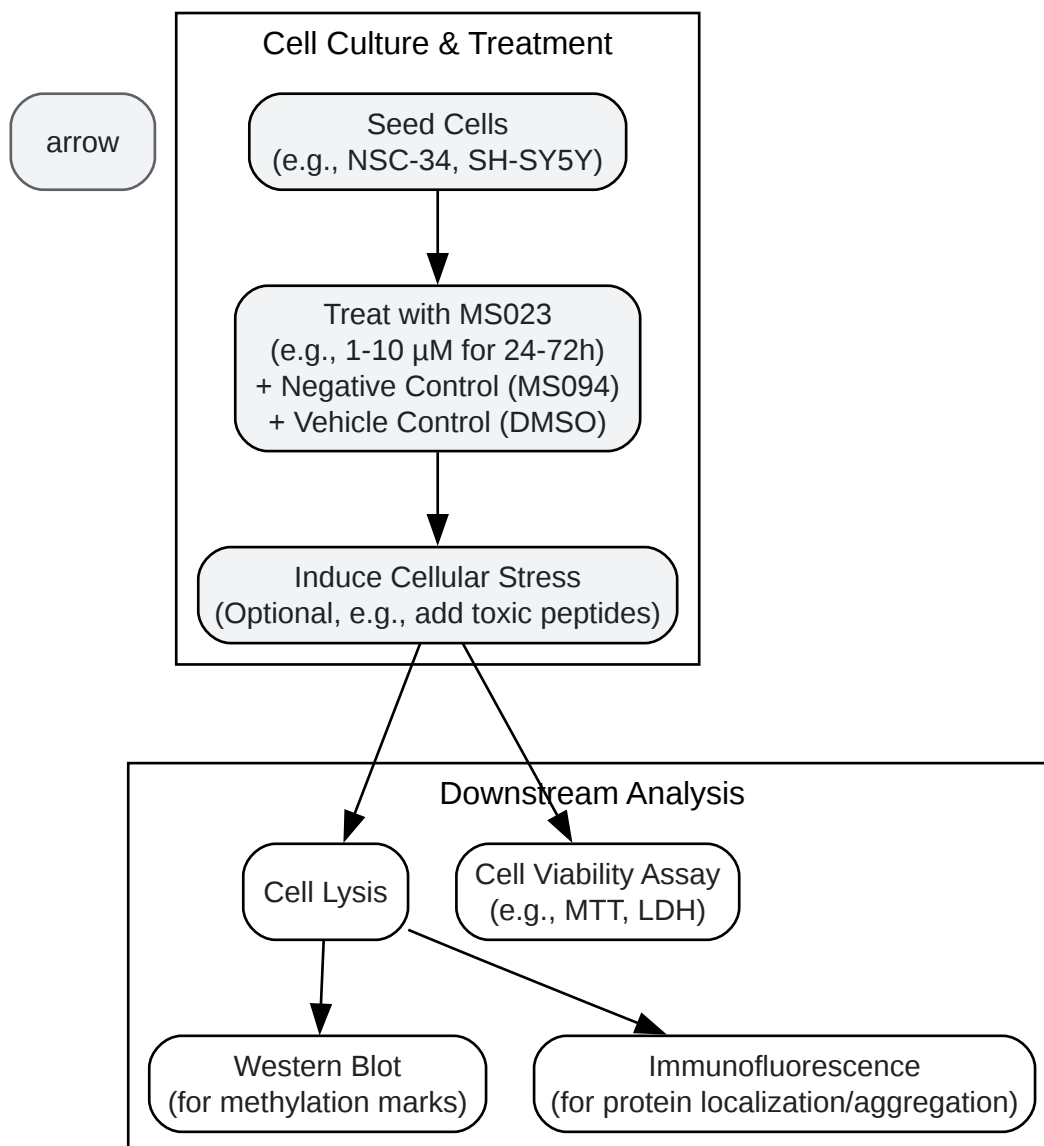 Cell Culture & Treatment
arrow
Seed Cells
(e.g., NSC-34, SH-SY5Y)
Treat with MS023
(e.g., 1-10 µM for 24-72h)
+ Negative Control (MS094)
+ Vehicle Control (DMSO)
Induce Cellular Stress
(Optional, e.g., add toxic peptides)
Downstream Analysis
Cell Lysis
Cell Viability Assay
(e.g., MTT, LDH)
Western Blot
(for methylation marks)
Immunofluorescence
(for protein localization/aggregation)